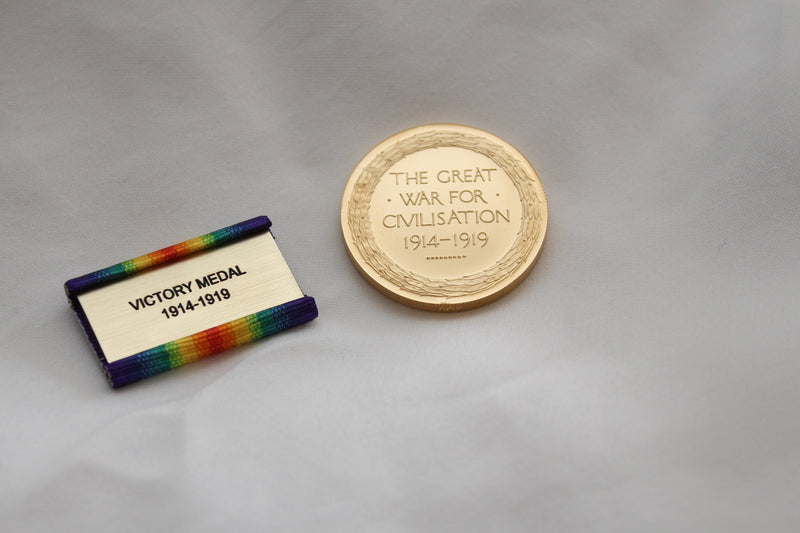 VICTORY MEDAL
1914-1919
THE GREAT
· WAR FOR ·
CIVILISATION
1914-1919